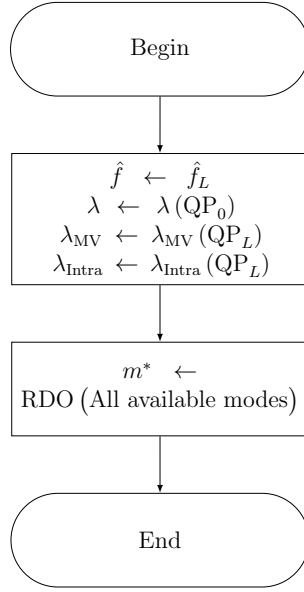 Begin
f̂ ← f̂_L
λ ← λ (QP_0)
λ_MV ← λ_MV (QP_L)
λ_Intra ← λ_Intra (QP_L)
m* ←
RDO (All available modes)
End